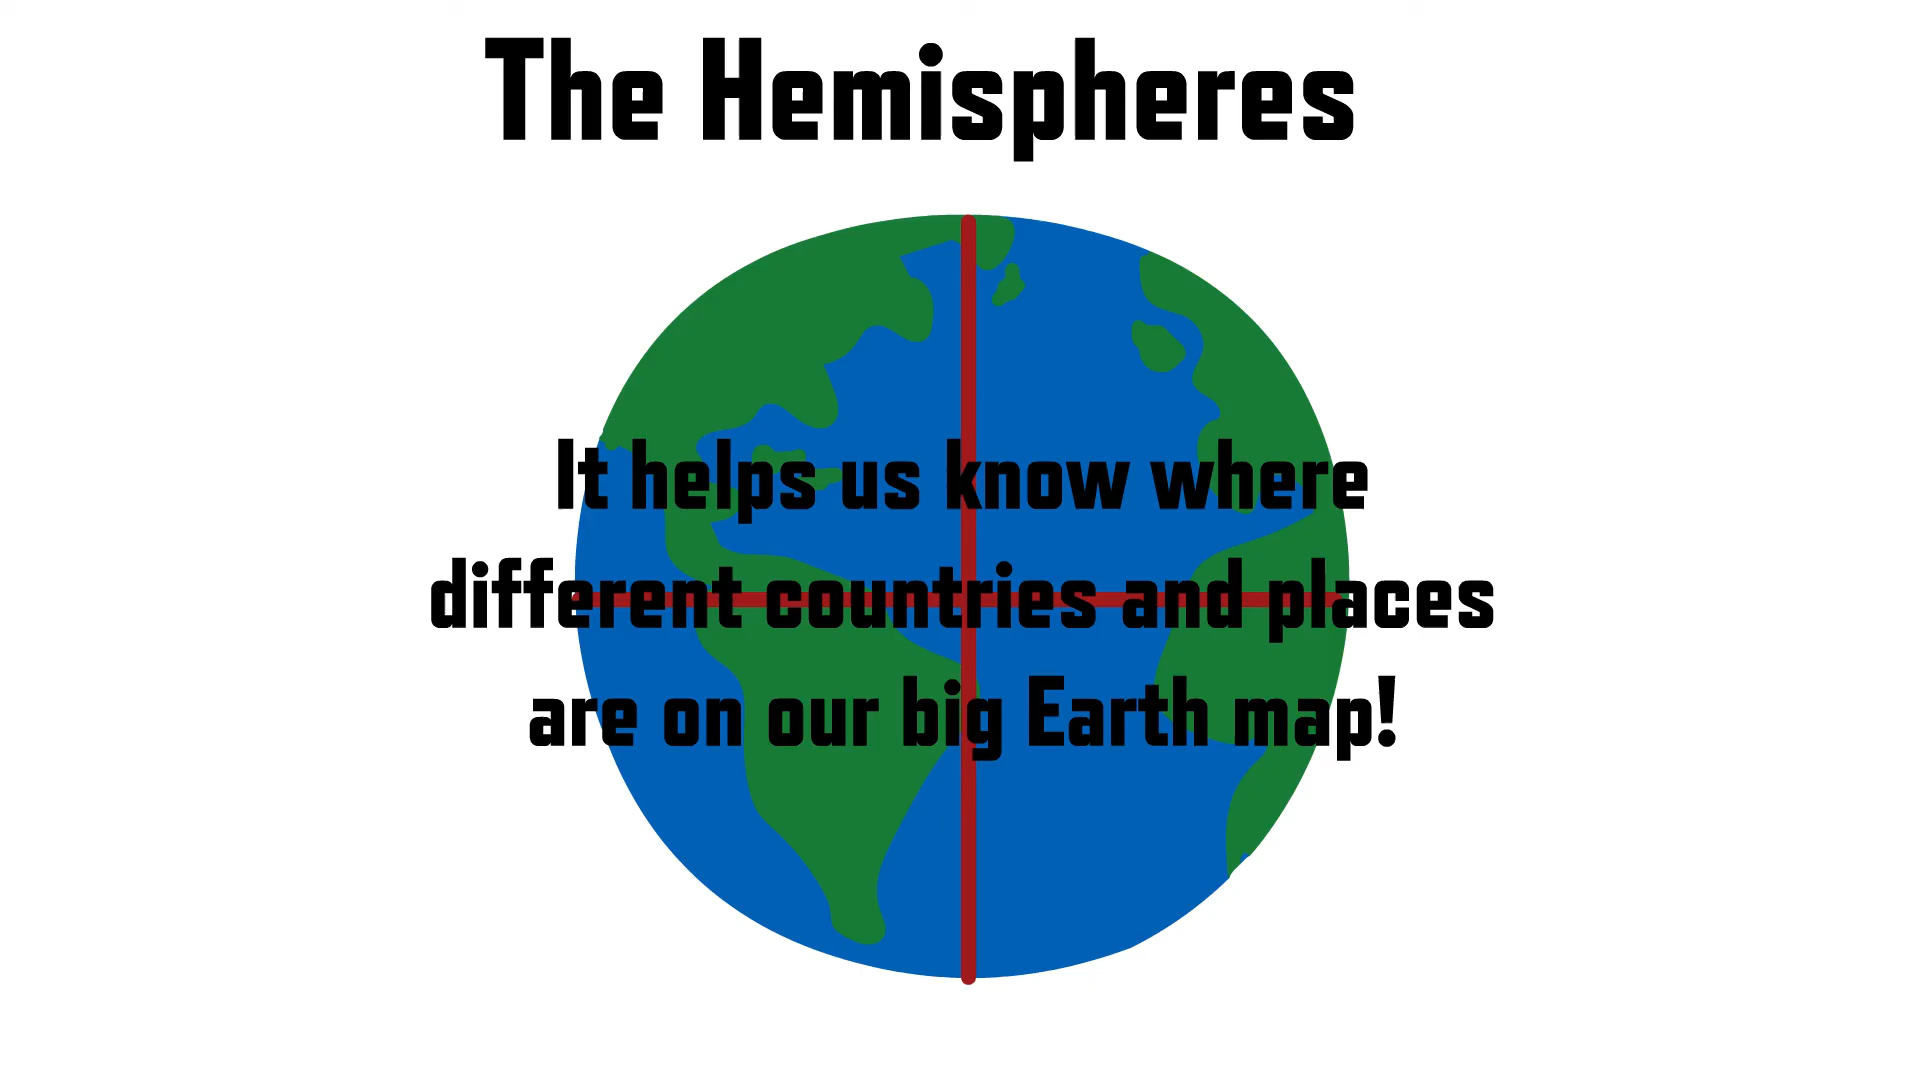 The Hemispheres
It helps us know where
different countries and places
are on our big Earth map!